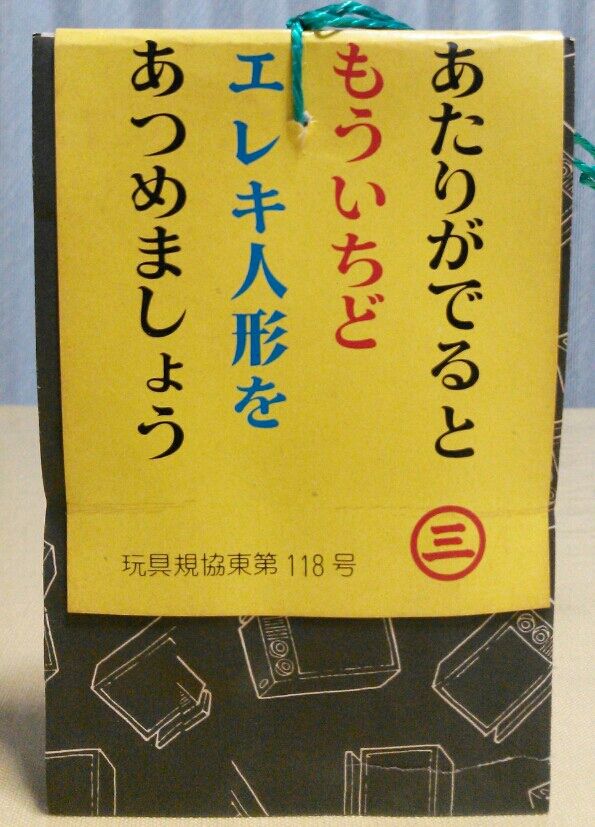 あたりがでると
もういちど
エレキ人形を
あつめましょう
三
玩具規協東第118号